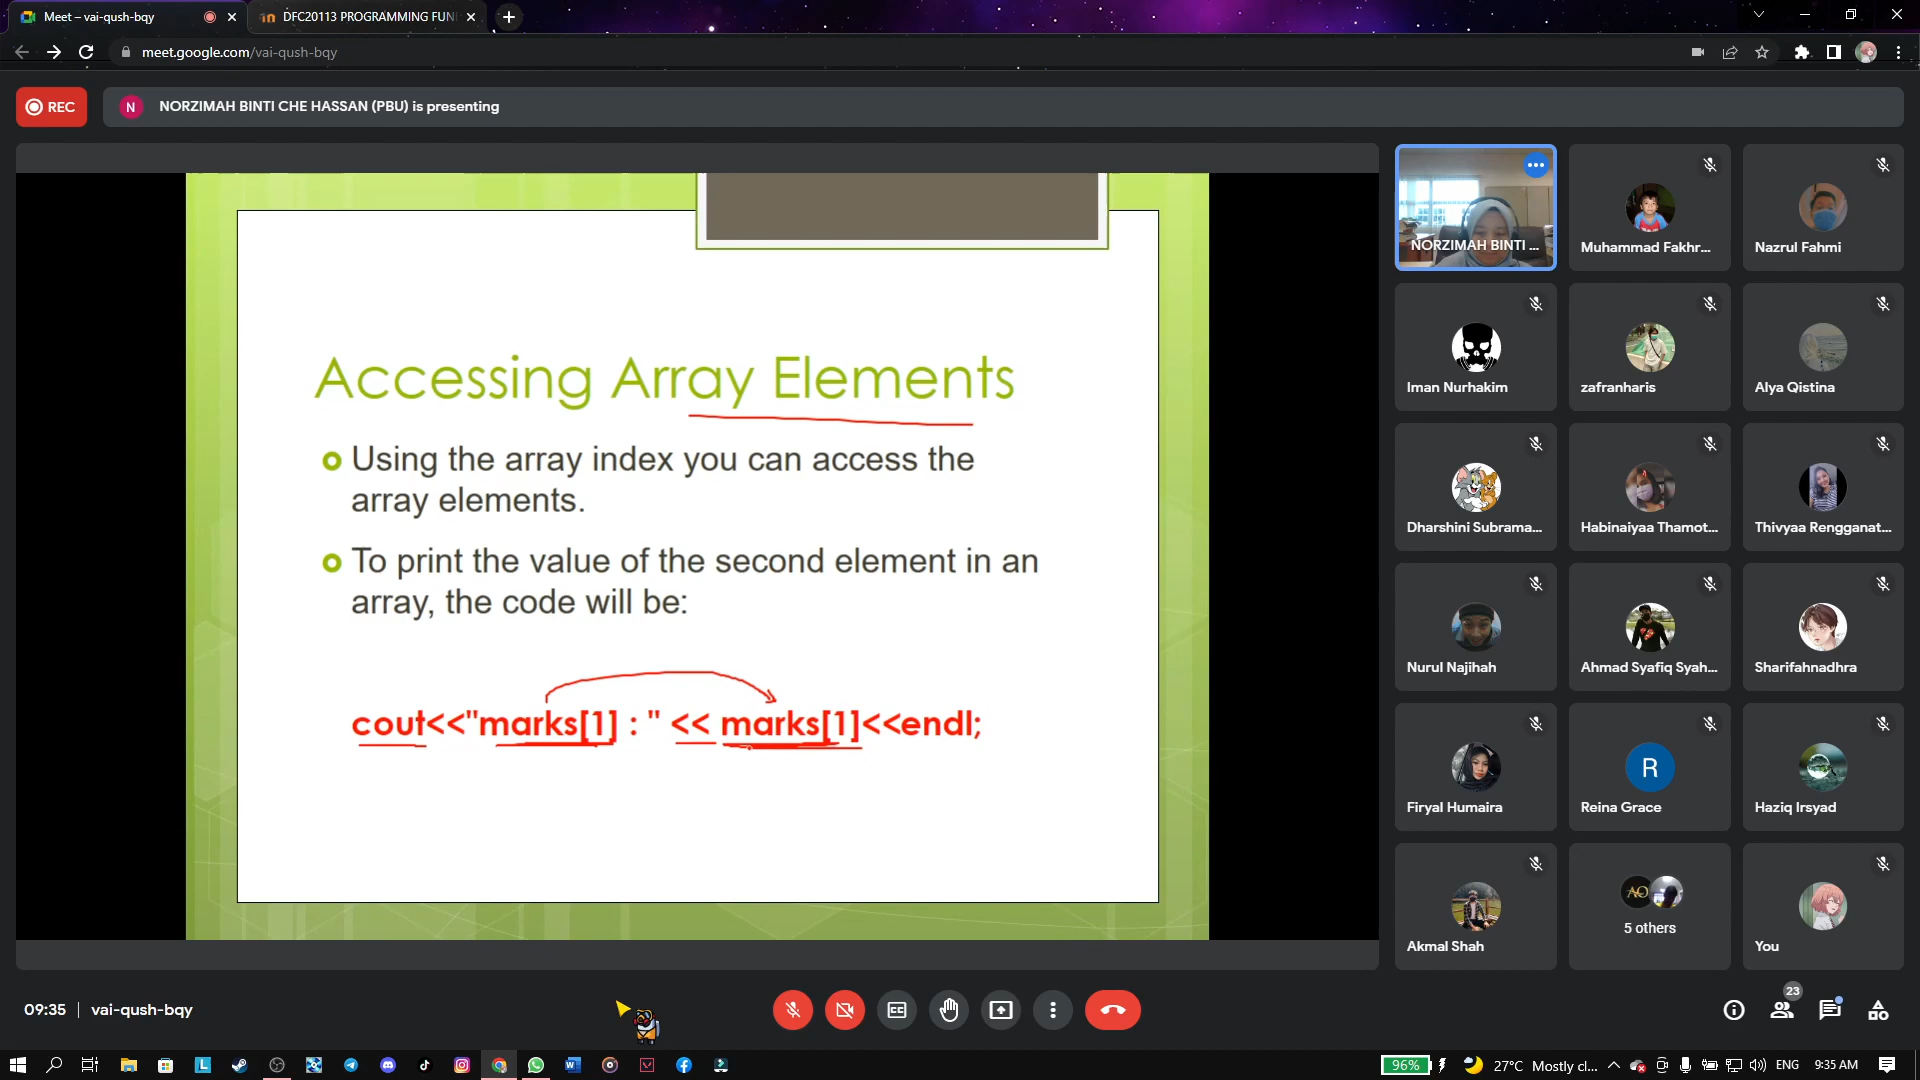 Meet – vai-qush-bqy
DFC20113 PROGRAMMING FUN
meet.google.com/vai-qush-bqy
REC
N
NORZIMAH BINTI CHE HASSAN (PBU) is presenting
Accessing Array Elements
Using the array index you can access the
array elements.
To print the value of the second element in an
array, the code will be:
cout<<"marks[1] : " << marks[1]<<endl;
NORZIMAH BINTI ...
Muhammad Fakhr...
Nazrul Fahmi
Iman Nurhakim
zafranharis
Alya Qistina
Dharshini Subrama...
Habinaiyaa Thamot...
Thivyaa Rengganat...
Nurul Najihah
Ahmad Syafiq Syah...
Sharifahnadhra
Firyal Humaira
R
Reina Grace
Haziq Irsyad
Akmal Shah
AO
5 others
You
09:35 | vai-qush-bqy
23
96%
27°C Mostly cl...
ENG
9:35 AM